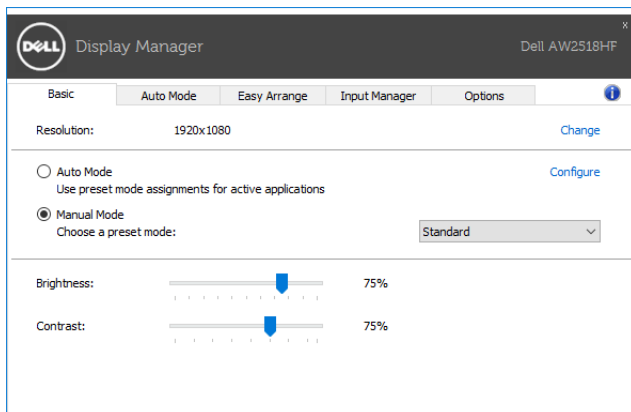 x
DELL Display Manager Dell AW2518HF
Basic Auto Mode Easy Arrange Input Manager Options i
Resolution: 1920x1080 Change
Auto Mode Configure
Use preset mode assignments for active applications
Manual Mode
Choose a preset mode: Standard
Brightness: 75%
Contrast: 75%